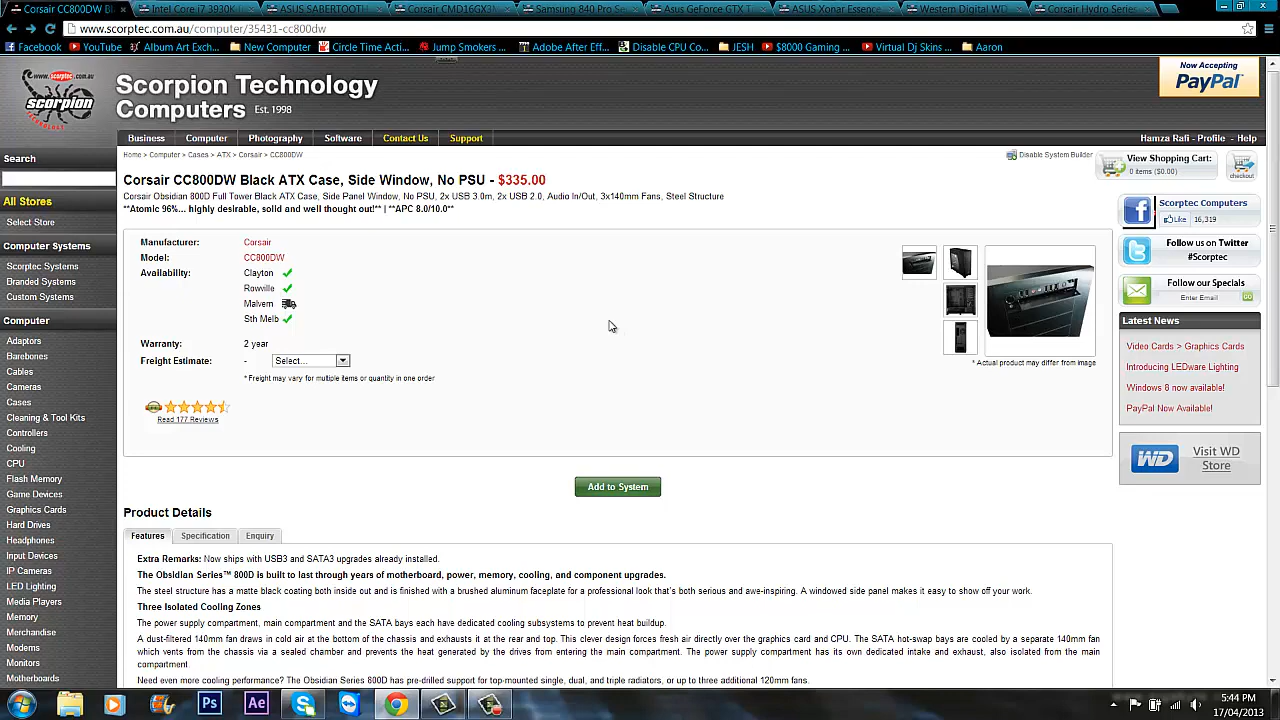 Corsair CC800DW Bl
Intel Core i7 3930K
ASUS SABERTOOTH
Corsair CMD16GX3M
Samsung 840 Pro Se
Asus GeForce GTX T
ASUS Xonar Essence
Western Digital WD
Corsair Hydro Series
www.scorptec.com.au/computer/35431-cc800dw
Facebook
YouTube
Album Art Exch...
New Computer
Circle Time Acti...
Jump Smokers...
Adobe After Eff...
Disable CPU Co...
JESH
$8000 Gaming ...
Virtual Dj Skins ...
Aaron
www.scorptec.com.au
scorpion
TECHNOLOGY
Scorpion Technology
Computers Est. 1998
Now Accepting
PayPal
Business
Computer
Photography
Software
Contact Us
Support
Hamza Rali - Profile - Help
Search
Home > Computer > Cases > ATX > Corsair > CC800DW
Disable System Builder
View Shopping Cart:
0 items ($0.00)
checkout
Corsair CC800DW Black ATX Case, Side Window, No PSU - $335.00
Corsair Obsidian 800D Full Tower Black ATX Case, Side Panel Window, No PSU, 2x USB 3.0m, 2x USB 2.0, Audio In/Out, 3x140mm Fans, Steel Structure
**Atomic 96%... highly desirable, solid and well thought out!** | **APC 8.0/10.0**
All Stores
Select Store
Computer Systems
Scorptec Systems
Branded Systems
Custom Systems
Computer
Adaptors
Barebones
Cables
Cameras
Cases
Cleaning & Tool Kits
Controllers
Cooling
CPU
Flash Memory
Game Devices
Graphics Cards
Hard Drives
Headphones
Input Devices
IP Cameras
LED Lighting
Media Players
Memory
Merchandise
Modems
Monitors
Motherboards
Manufacturer: Corsair
Model: CC800DW
Availability: Clayton
Rowville
Malvern
Sth Melb
Warranty: 2 year
Freight Estimate: - Select...
* Freight may vary for multiple items or quantity in one order
Read 177 Reviews
* Actual product may differ from image
Add to System
Scorptec Computers
Like 16,319
Follow us on Twitter
#Scorptec
Follow our Specials
Enter Email
GO
Latest News
Video Cards > Graphics Cards
Introducing LEDware Lighting
Windows 8 now available!
PayPal Now Available!
WD
Visit WD
Store
Product Details
Features
Specification
Enquiry
Extra Remarks: Now ships with USB3 and SATA3 upgrades already installed.
The Obsidian Series™ 800D is built to last through years of motherboard, power, memory, cooling, and component upgrades.
The steel structure has a matte black coating both inside out and is finished with a brushed aluminum faceplate for a professional look that's both serious and awe-inspiring. A windowed side panel makes it easy to show off your work.
Three Isolated Cooling Zones
The power supply compartment, main compartment and the SATA bays each have dedicated cooling subsystems to prevent heat buildup.
A dust-filtered 140mm fan draws in cold air at the bottom of the chassis and exhausts it at the rear and top. This clever design forces fresh air directly over the graphics card and CPU. The SATA hot-swap bays are cooled by a separate 140mm fan
which vents from the chassis via a sealed chamber and prevents the heat generated by the drives from entering the main compartment. The power supply compartment has its own dedicated intake and exhaust, also isolated from the main
compartment.
Need even more cooling performance? The Obsidian Series 800D has pre-drilled support for top mounted single, dual, and triple radiators, or up to three additional 120mm fans.
Ps
Ae
5:44 PM
17/04/2013